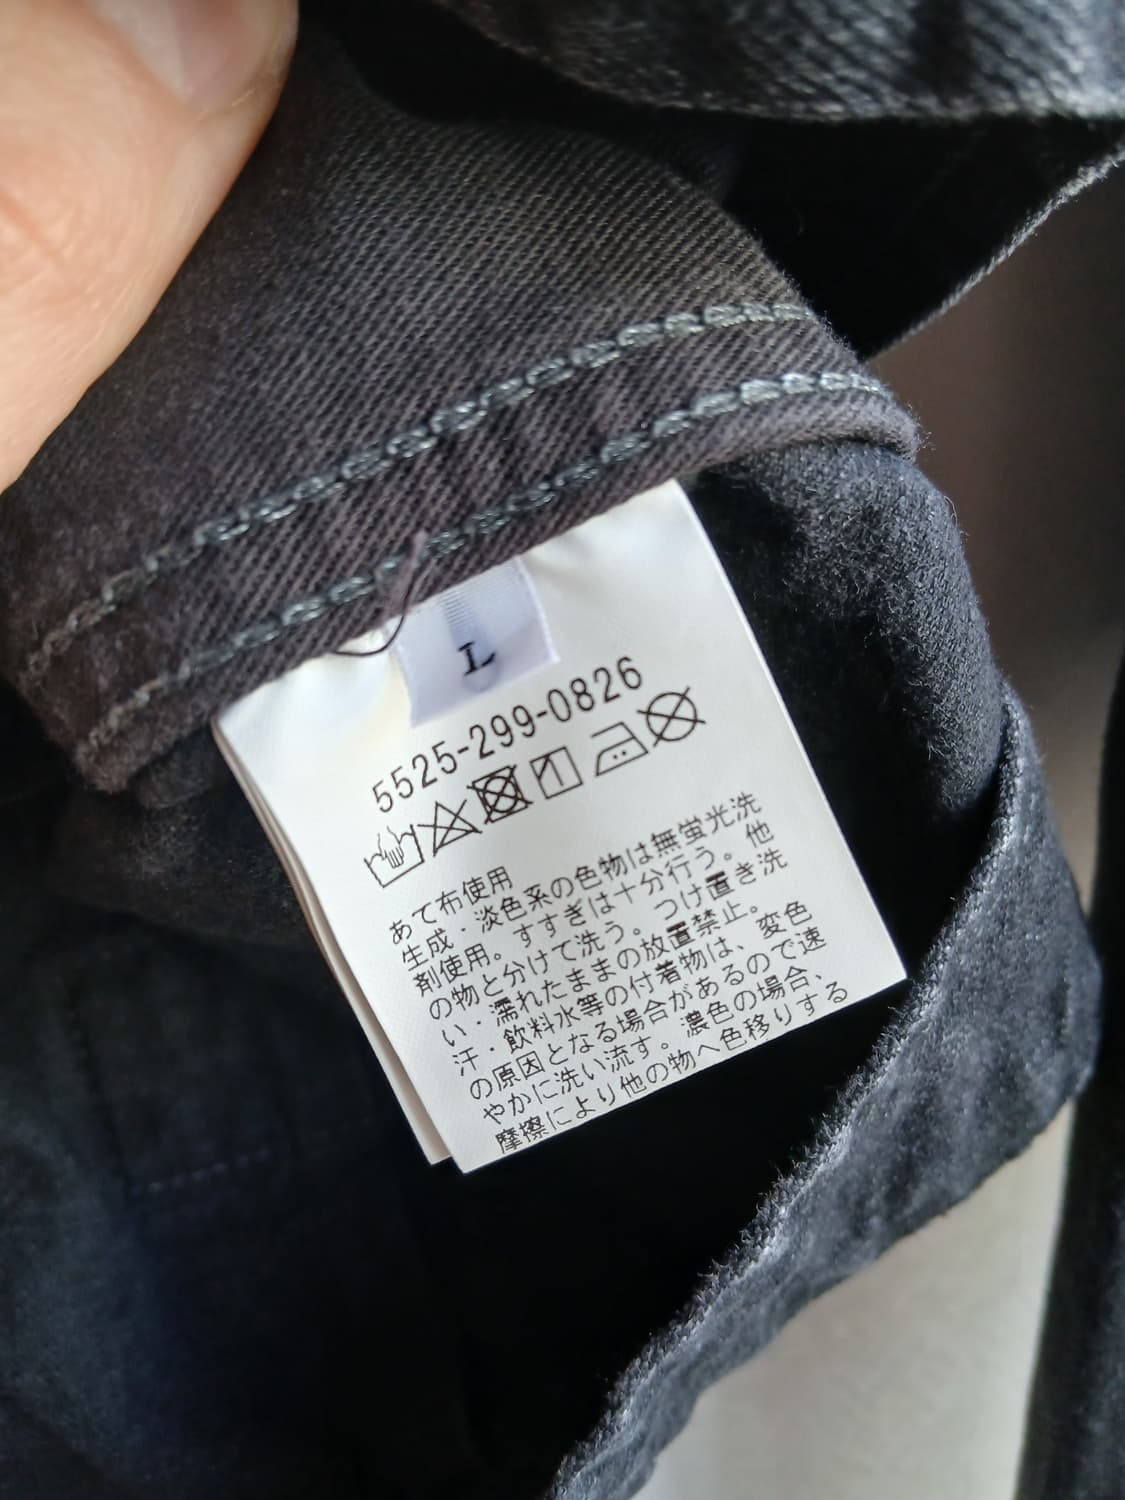 L
5525-299-0826
あて布使用
生成・淡色系の色物は無蛍光洗
剤使用。すすぎは十分行う。他
の物と分けて洗う。つけ置き洗
い・濡れたままの放置禁止。
汗・飲料水等の付着物は、変色
の原因となる場合があるので速
やかに洗い流す。濃色の場合、
摩擦により他の物へ色移りする